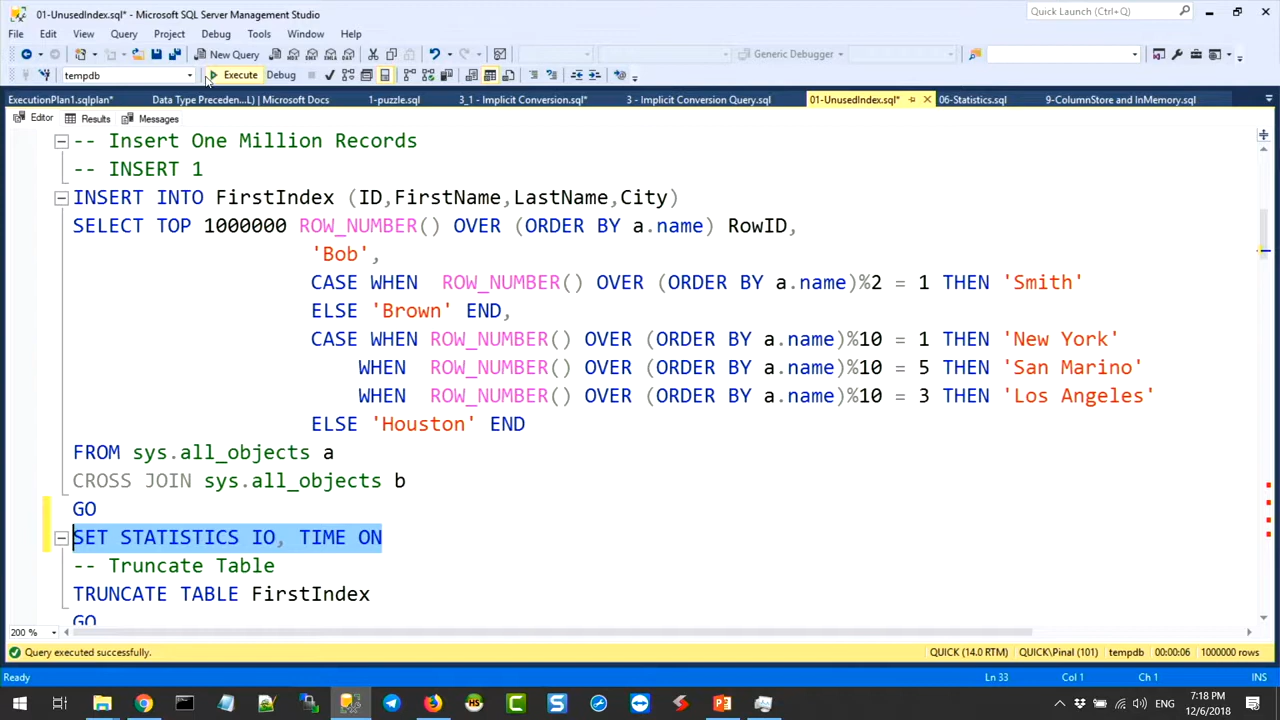 01-UnusedIndex.sql* - Microsoft SQL Server Management Studio
Quick Launch (Ctrl+Q)
File Edit View Query Project Debug Tools Window Help
New Query
Generic Debugger
tempdb
Execute Debug
ExecutionPlan1.sqlplan* Data Type Preceden...L) | Microsoft Docs 1-puzzle.sql 3_1 - Implicit Conversion.sql* 3 - Implicit Conversion Query.sql 01-UnusedIndex.sql* 06-Statistics.sql 9-ColumnStore and InMemory.sql
Editor Results Messages
-- Insert One Million Records
-- INSERT 1
INSERT INTO FirstIndex (ID,FirstName,LastName,City)
SELECT TOP 1000000 ROW_NUMBER() OVER (ORDER BY a.name) RowID,
'Bob',
CASE WHEN ROW_NUMBER() OVER (ORDER BY a.name)%2 = 1 THEN 'Smith'
ELSE 'Brown' END,
CASE WHEN ROW_NUMBER() OVER (ORDER BY a.name)%10 = 1 THEN 'New York'
WHEN ROW_NUMBER() OVER (ORDER BY a.name)%10 = 5 THEN 'San Marino'
WHEN ROW_NUMBER() OVER (ORDER BY a.name)%10 = 3 THEN 'Los Angeles'
ELSE 'Houston' END
FROM sys.all_objects a
CROSS JOIN sys.all_objects b
GO
SET STATISTICS IO, TIME ON
-- Truncate Table
TRUNCATE TABLE FirstIndex
GO
200 %
Query executed successfully. QUICK (14.0 RTM) QUICK\Pinal (101) tempdb 00:00:06 1000000 rows
Ready Ln 33 Col 1 Ch 1 INS
7:18 PM
12/6/2018